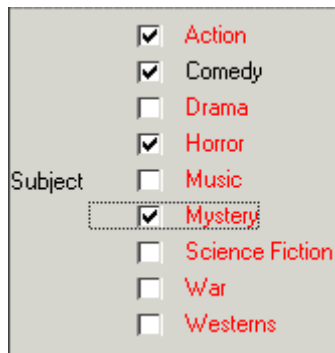 Action
Comedy
Drama
Horror
Subject
Music
Mystery
Science Fiction
War
Westerns